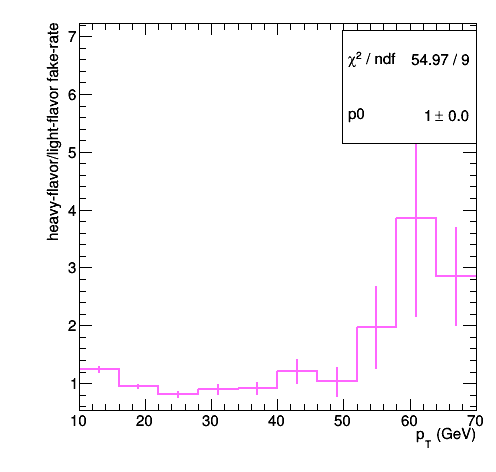 heavy-flavor/light-flavor fake-rate
χ² / ndf 54.97 / 9
p0 1 ± 0.0
7
6
5
4
3
2
1
10 20 30 40 50 60 70
p_T (GeV)